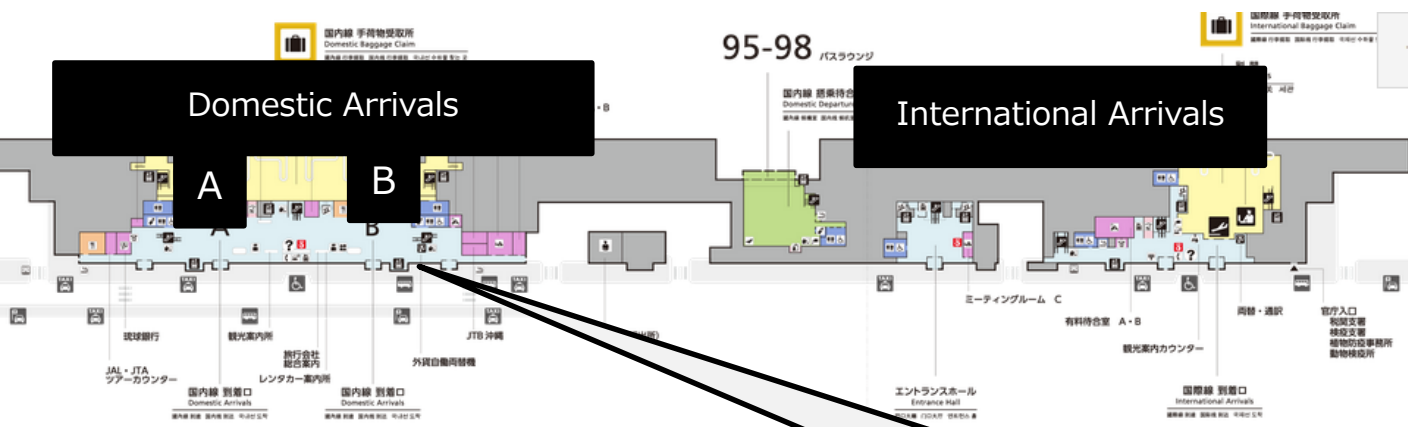 国内線 手荷物受取所
Domestic Baggage Claim
95-98 バスラウンジ
国際線 手荷物受取所
International Baggage Claim
Domestic Arrivals
国内線 搭乗待合
Domestic Departur
International Arrivals
A
B
ミーティングルーム C
有料待合室 A・B
両替・通訳
官庁入口
税関支署
検疫支署
植物防疫事務所
動物検疫所
琉球銀行
観光案内所
JTB 沖縄
観光案内カウンター
旅行会社
総合案内
外貨自動両替機
JAL・JTA
ツアーカウンター
レンタカー案内所
国内線 到着口
Domestic Arrivals
国内線 到着口
Domestic Arrivals
エントランスホール
Entrance Hall
国際線 到着口
International Arrivals